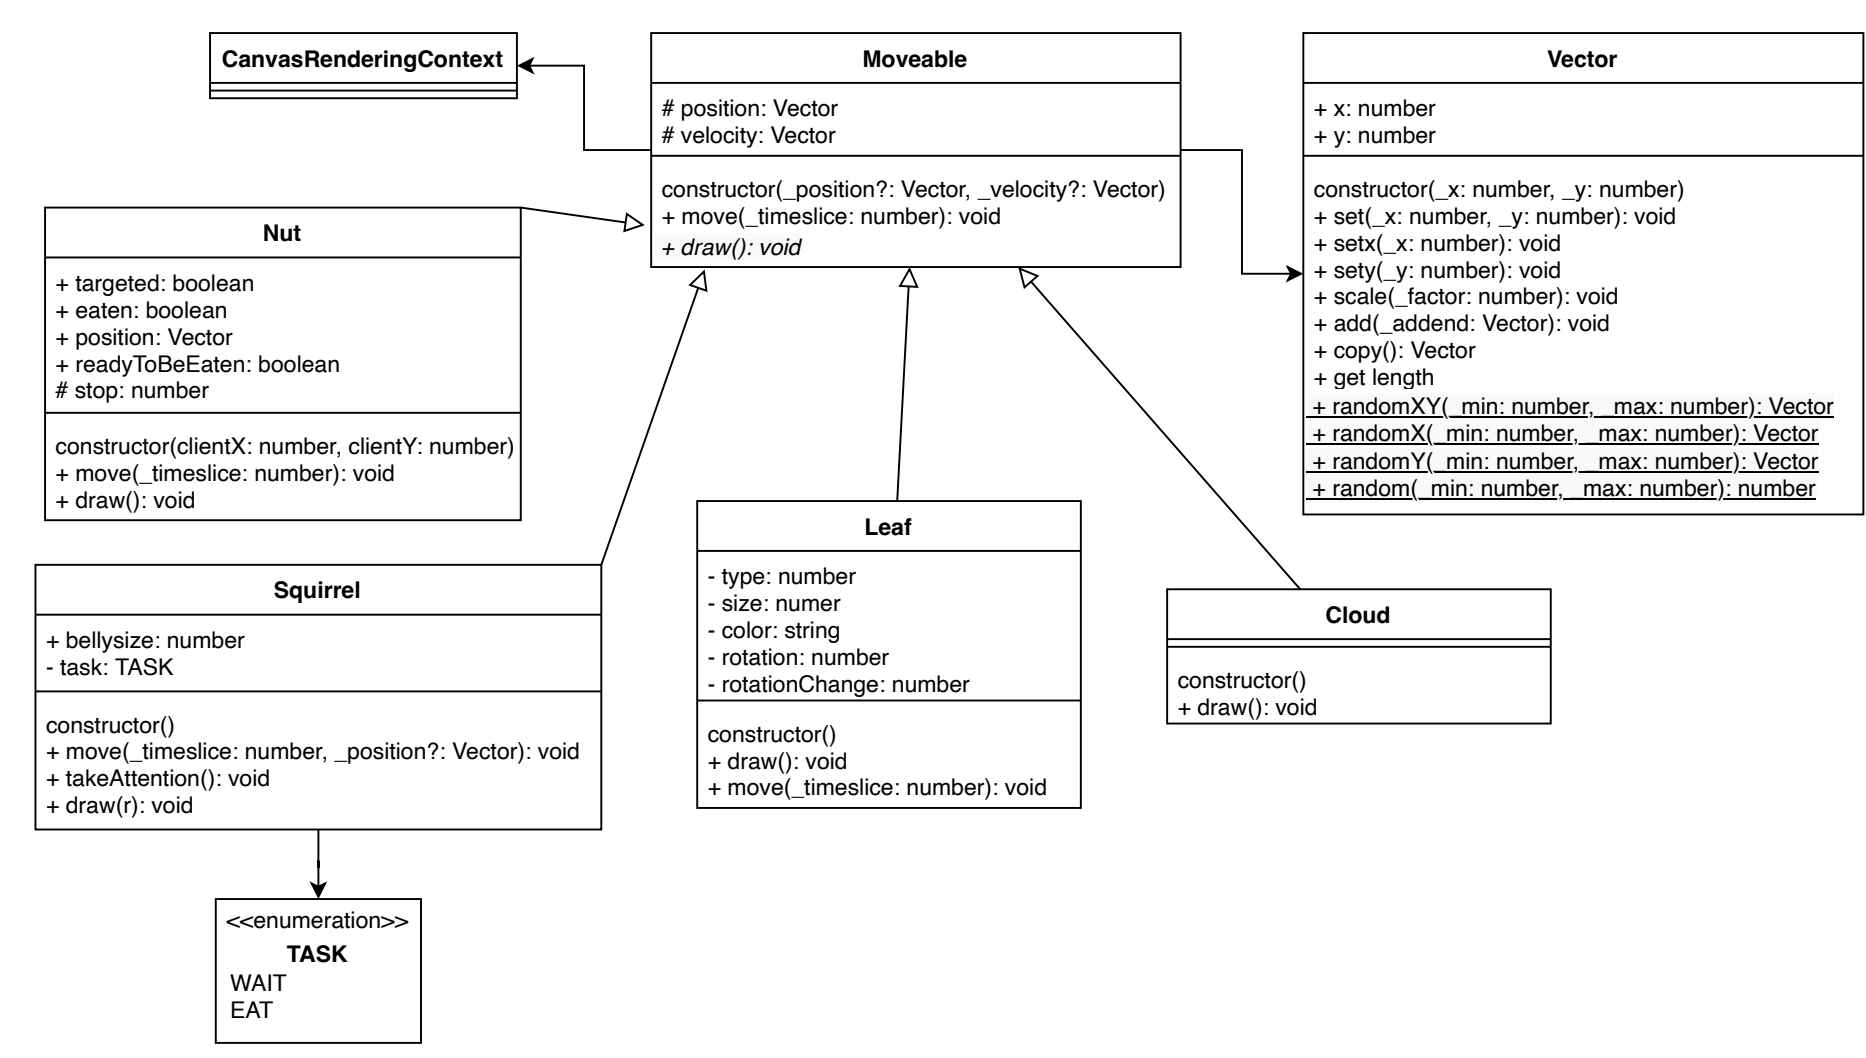 CanvasRenderingContext
Moveable
# position: Vector
# velocity: Vector
constructor(_position?: Vector, _velocity?: Vector)
+ move(_timeslice: number): void
+ draw(): void
Vector
+ x: number
+ y: number
constructor(_x: number, _y: number)
+ set(_x: number, _y: number): void
+ setx(_x: number): void
+ sety(_y: number): void
+ scale(_factor: number): void
+ add(_addend: Vector): void
+ copy(): Vector
+ get length
+ randomXY(_min: number, _max: number): Vector
+ randomX(_min: number, _max: number): Vector
+ randomY(_min: number, _max: number): Vector
+ random(_min: number, _max: number): number
Nut
+ targeted: boolean
+ eaten: boolean
+ position: Vector
+ readyToBeEaten: boolean
# stop: number
constructor(clientX: number, clientY: number)
+ move(_timeslice: number): void
+ draw(): void
Squirrel
+ bellysize: number
- task: TASK
constructor()
+ move(_timeslice: number, _position?: Vector): void
+ takeAttention(): void
+ draw(r): void
Leaf
- type: number
- size: numer
- color: string
- rotation: number
- rotationChange: number
constructor()
+ draw(): void
+ move(_timeslice: number): void
Cloud
constructor()
+ draw(): void
<<enumeration>>
TASK
WAIT
EAT